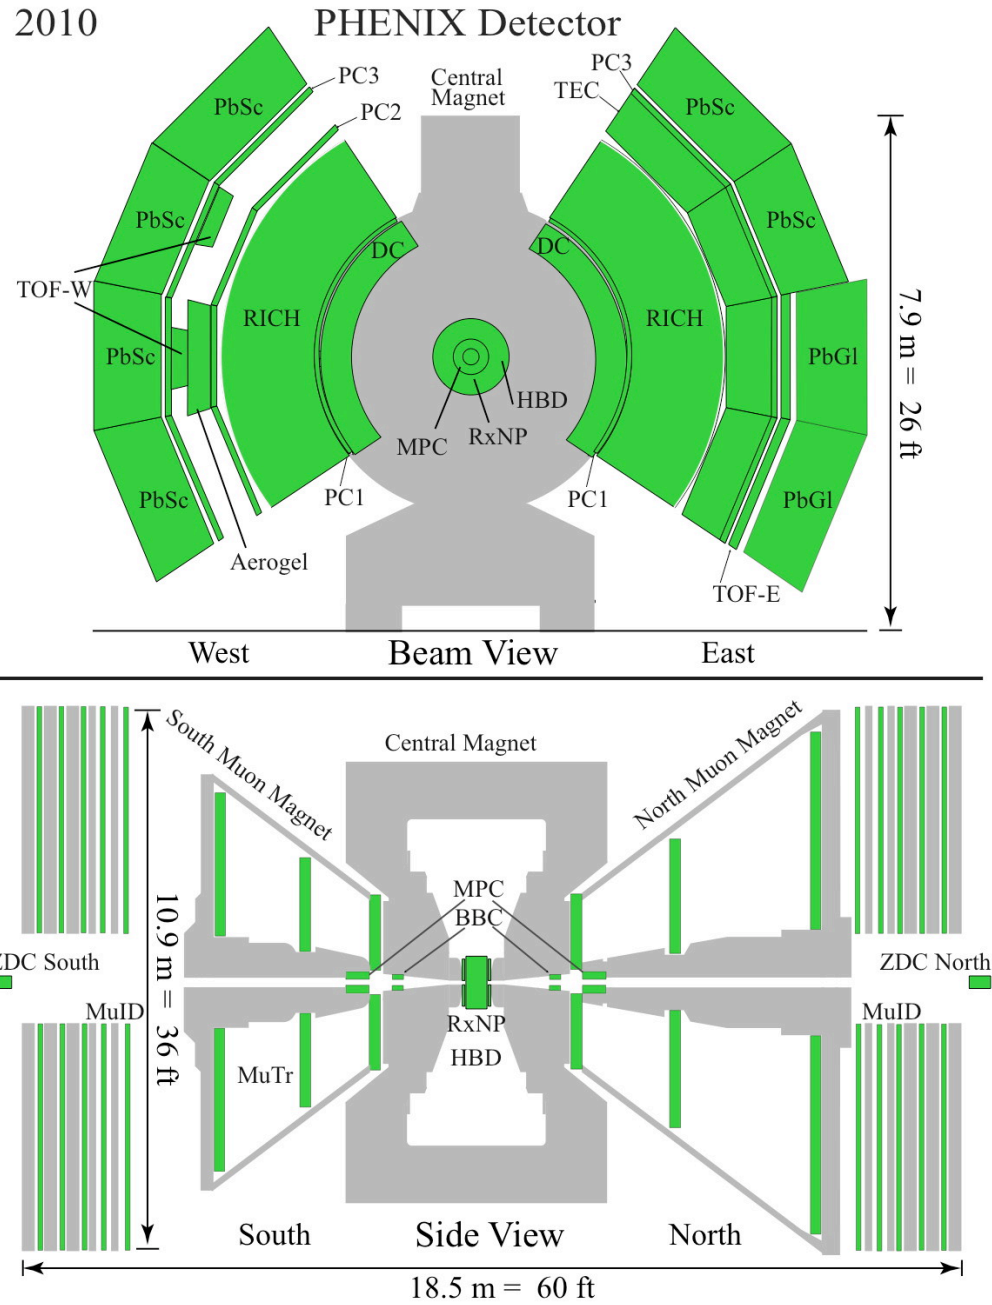 2010
PHENIX Detector
PC3
PC2
Central
Magnet
PC3
TEC
PbSc
PbSc
PbSc
PbSc
TOF-W
PbSc
PbSc
DC
DC
RICH
RICH
PbSc
PbGl
PbGl
HBD
RxNP
MPC
PC1
PC1
Aerogel
TOF-E
7.9 m = 26 ft
West
Beam View
East
South Muon Magnet
Central Magnet
North Muon Magnet
MPC
BBC
ZDC South
ZDC North
MuID
MuID
RxNP
HBD
MuTr
10.9 m = 36 ft
South
Side View
North
18.5 m = 60 ft